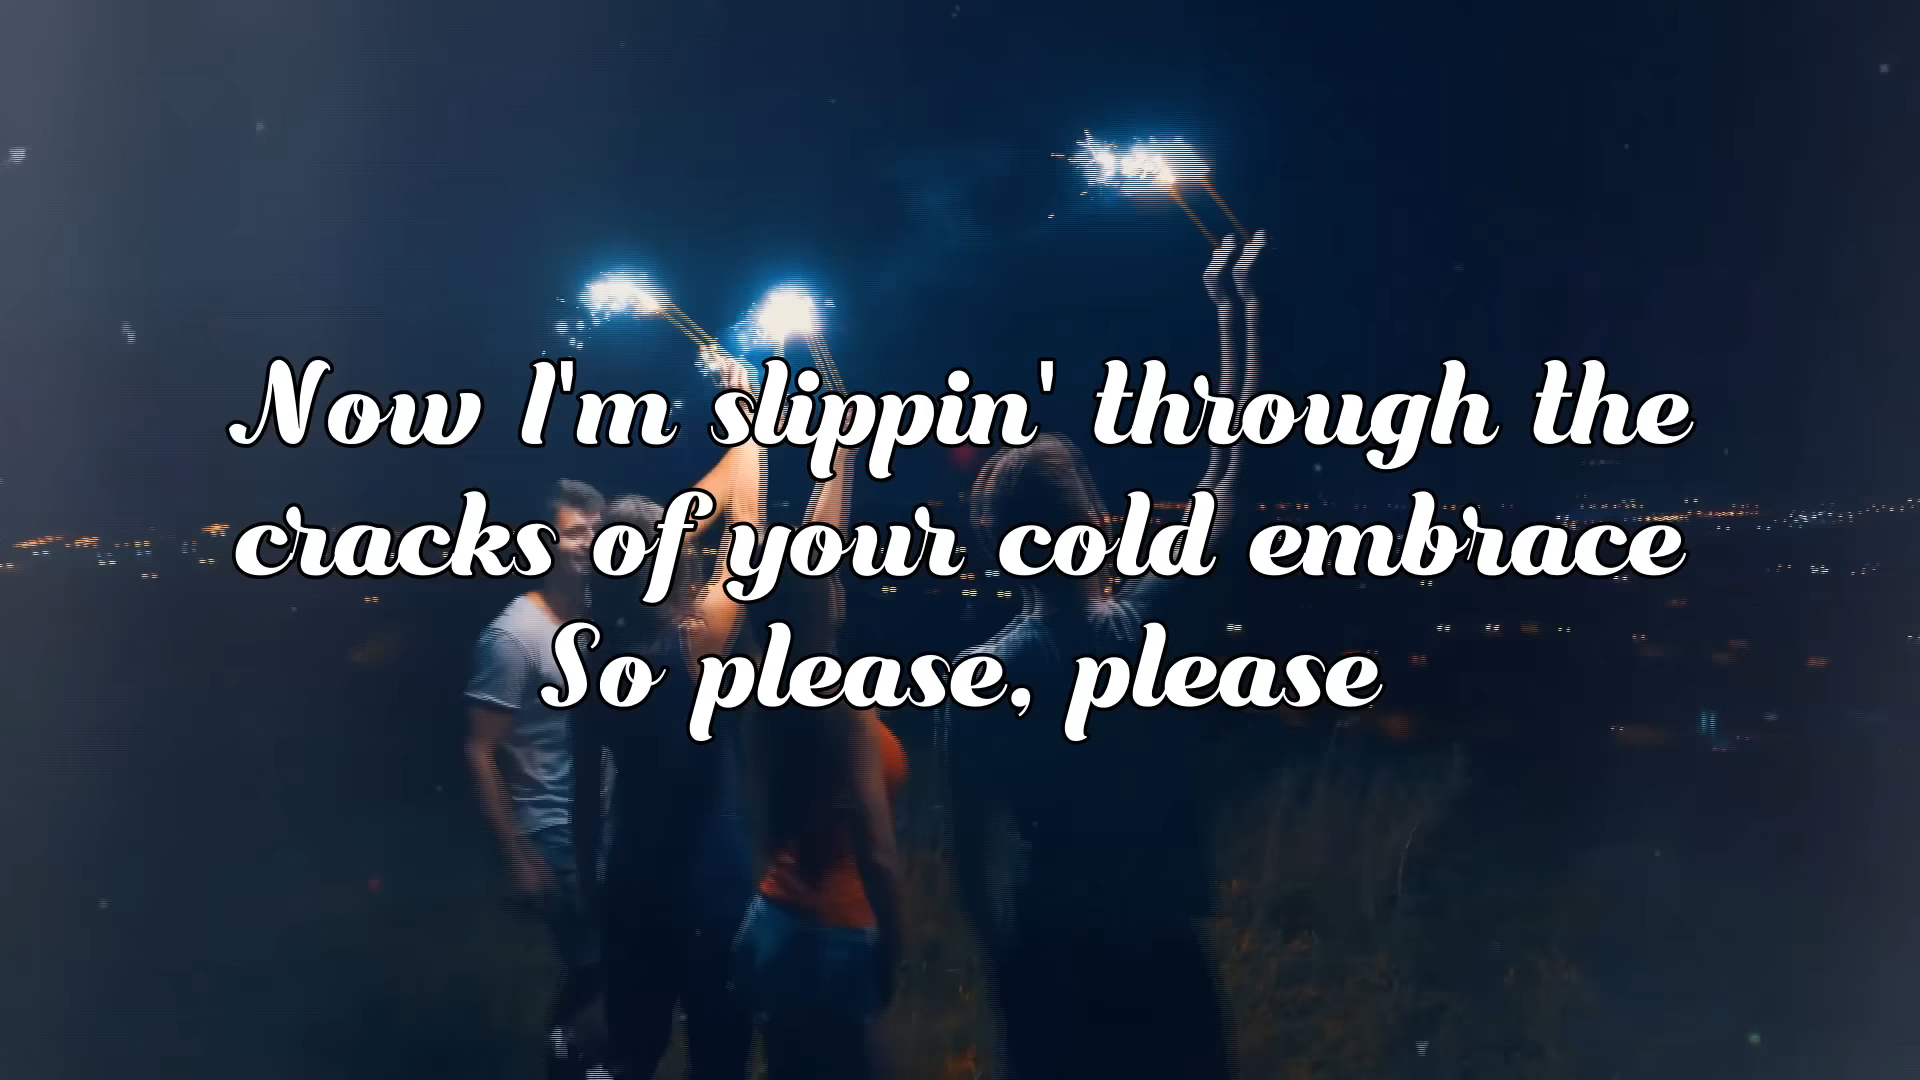 Now I'm slippin' through the
cracks of your cold embrace
So please, please